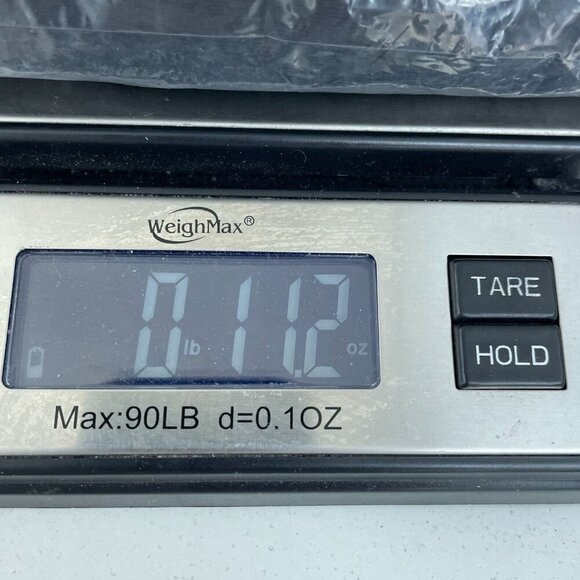 WeighMax®
0 lb 11.2 oz
TARE
HOLD
Max:90LB d=0.1OZ